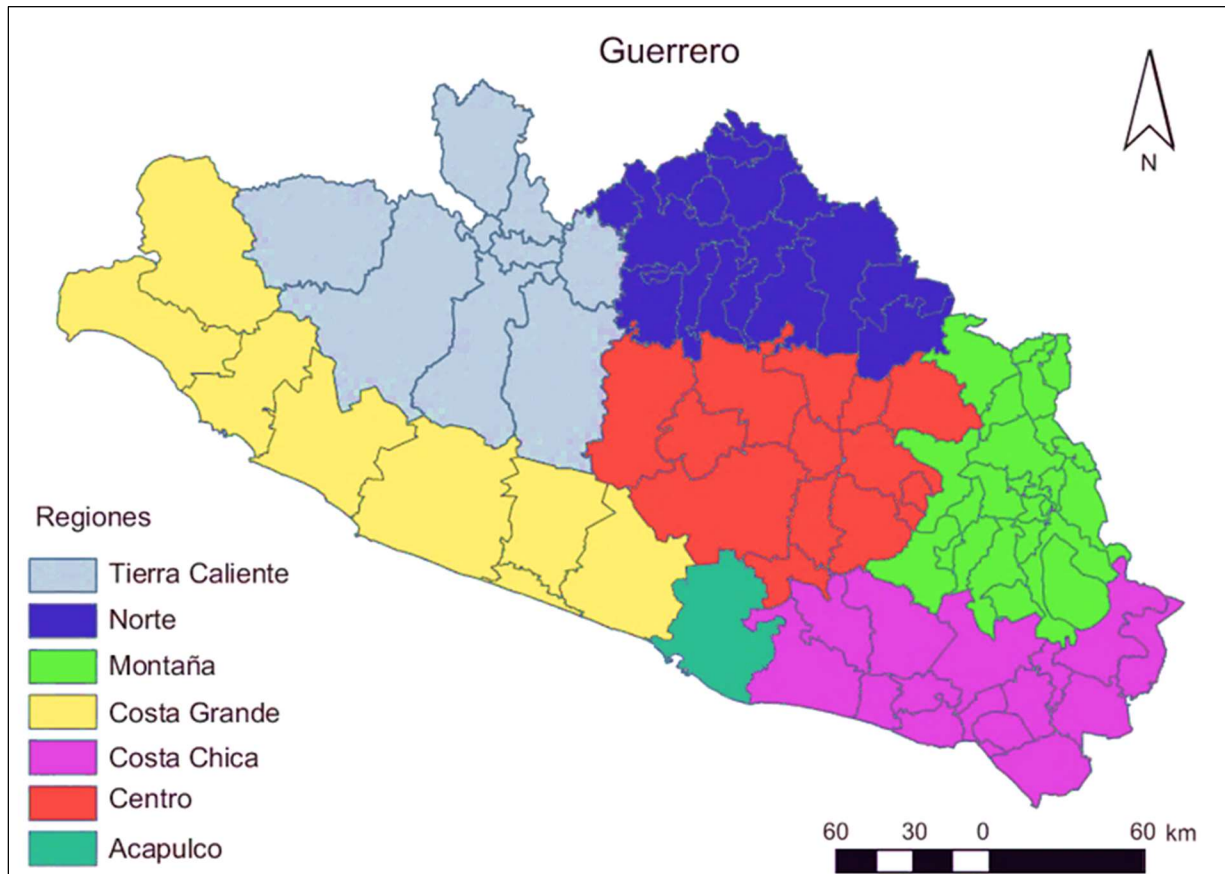 Guerrero
N
Regiones
Tierra Caliente
Norte
Montaña
Costa Grande
Costa Chica
Centro
Acapulco
60 30 0 60 km